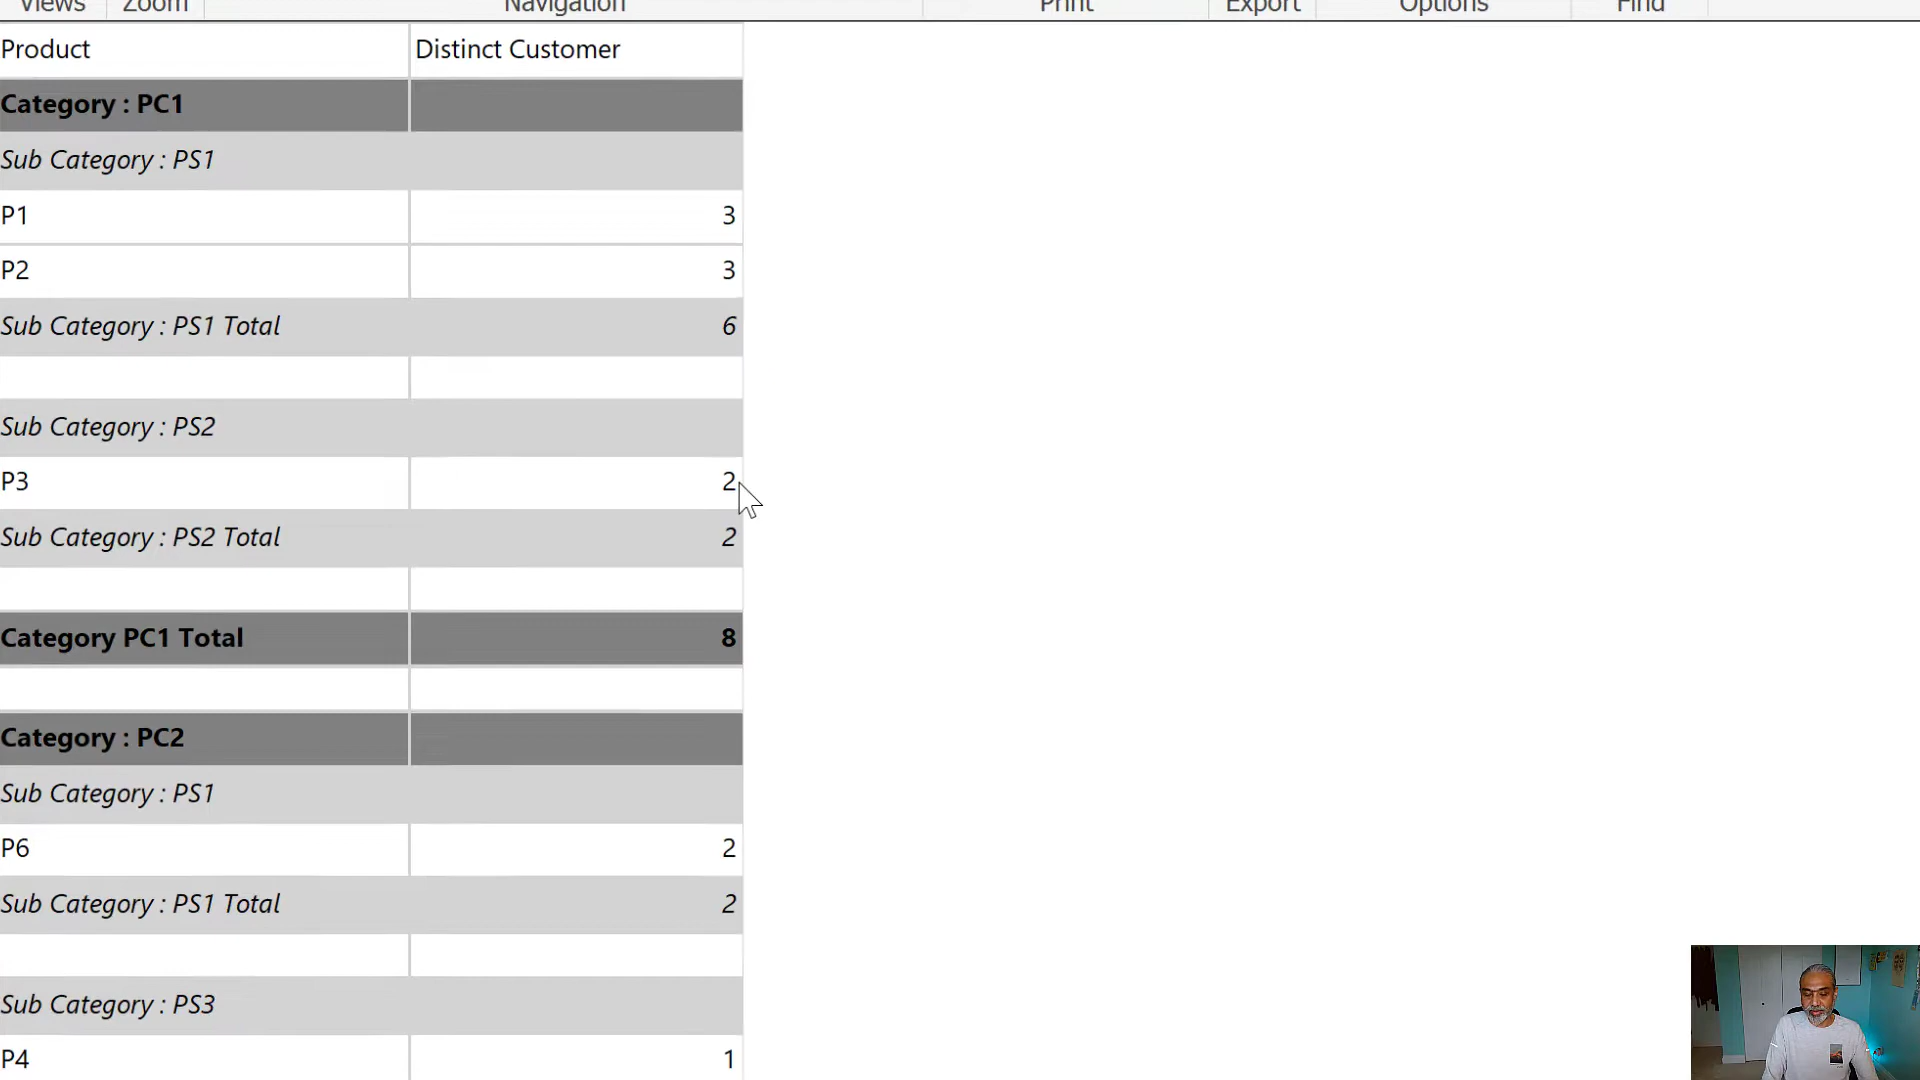 Views Zoom Navigation Print Export Options Find
Product Distinct Customer
Category : PC1
Sub Category : PS1
P1 3
P2 3
Sub Category : PS1 Total 6
Sub Category : PS2
P3 2
Sub Category : PS2 Total 2
Category PC1 Total 8
Category : PC2
Sub Category : PS1
P6 2
Sub Category : PS1 Total 2
Sub Category : PS3
P4 1